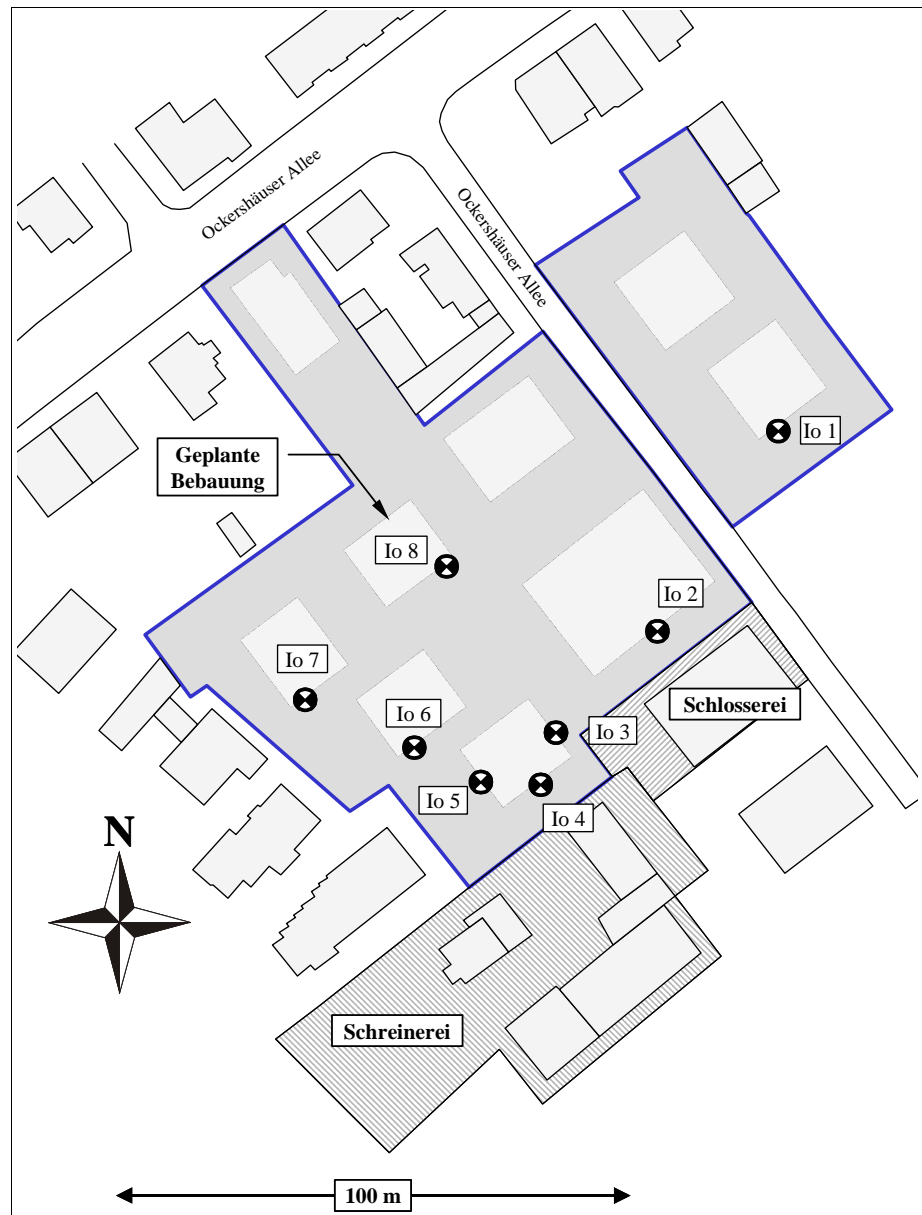 Ockershäuser Allee
Ockershäuser Allee
Io 1
Geplante
Bebauung
Io 8
Io 2
Io 7
Schlosserei
Io 6
Io 3
Io 5
Io 4
N
Schreinerei
100 m